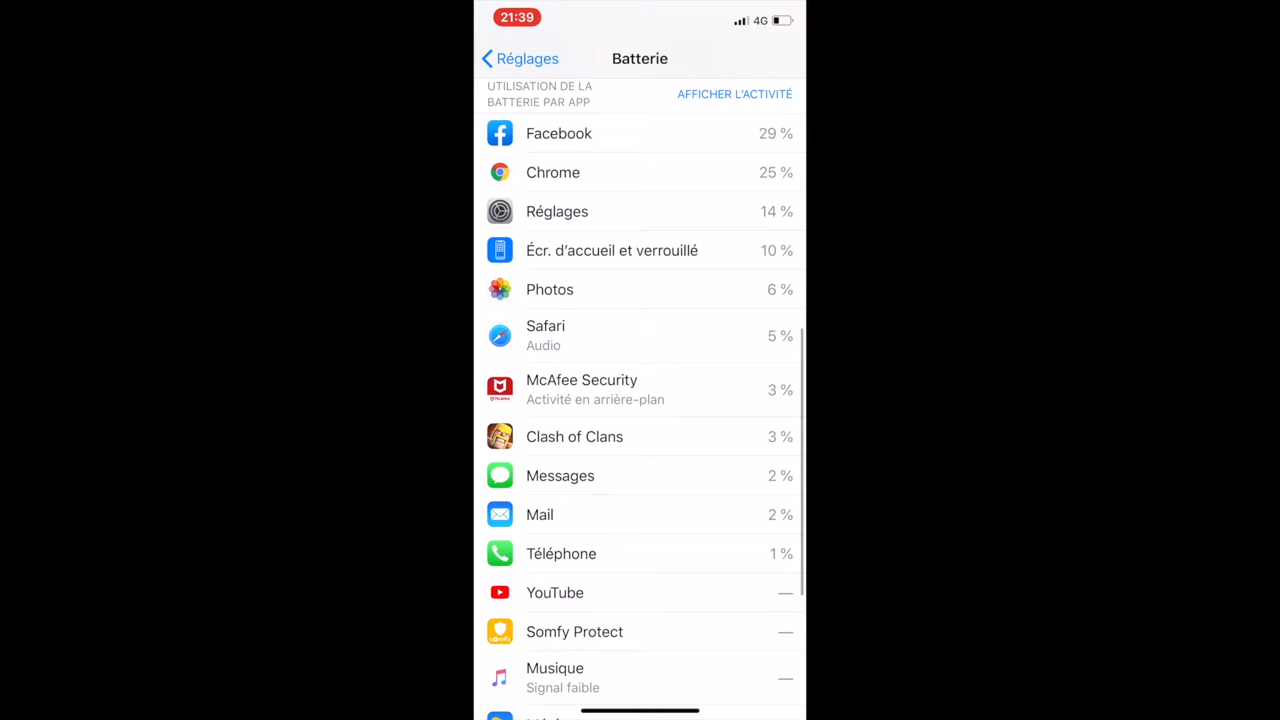 21:39
4G
Réglages
Batterie
UTILISATION DE LA
BATTERIE PAR APP
AFFICHER L'ACTIVITÉ
Facebook 29 %
Chrome 25 %
Réglages 14 %
Écr. d’accueil et verrouillé 10 %
Photos 6 %
Safari
Audio
5 %
McAfee Security
Activité en arrière-plan
3 %
Clash of Clans 3 %
Messages 2 %
Mail 2 %
Téléphone 1 %
YouTube —
Somfy Protect —
Musique
Signal faible
—